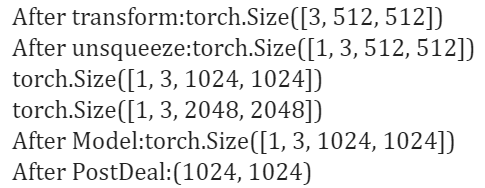 After transform:torch.Size([3, 512, 512])
After unsqueeze:torch.Size([1, 3, 512, 512])
torch.Size([1, 3, 1024, 1024])
torch.Size([1, 3, 2048, 2048])
After Model:torch.Size([1, 3, 1024, 1024])
After PostDeal:(1024, 1024)